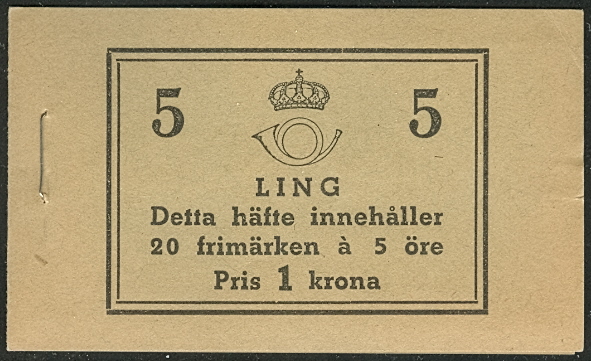 5 5
LING
Detta häfte innehåller
20 frimärken à 5 öre
Pris 1 krona